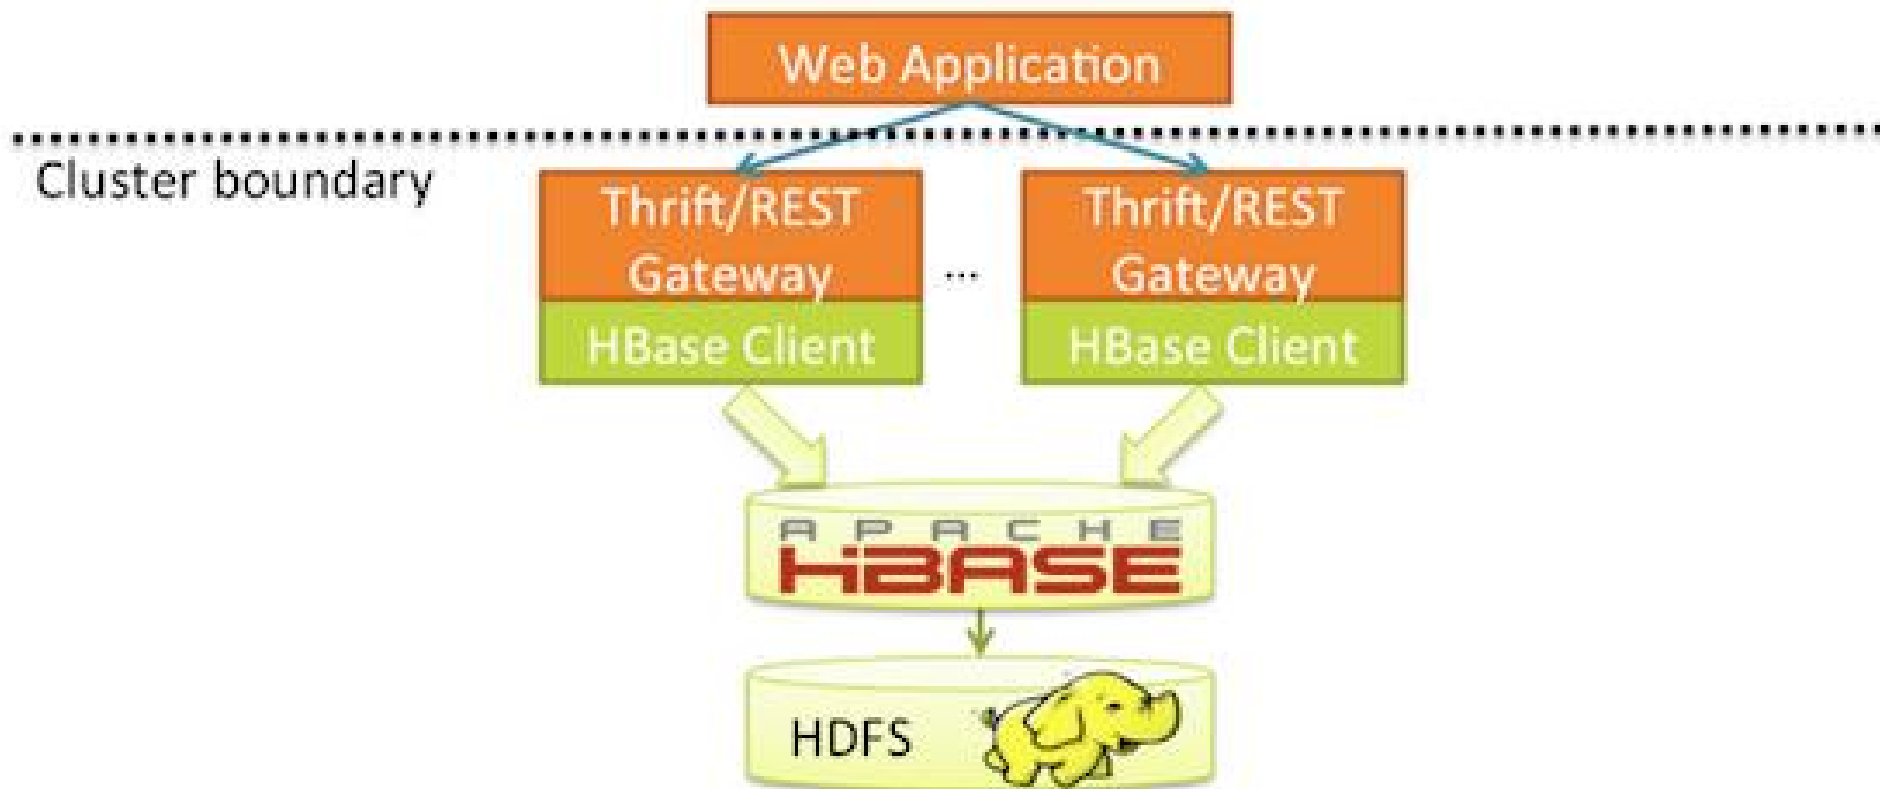 Web Application
Cluster boundary
Thrift/REST
Gateway
HBase Client
...
Thrift/REST
Gateway
HBase Client
APACHE
HBASE
HDFS